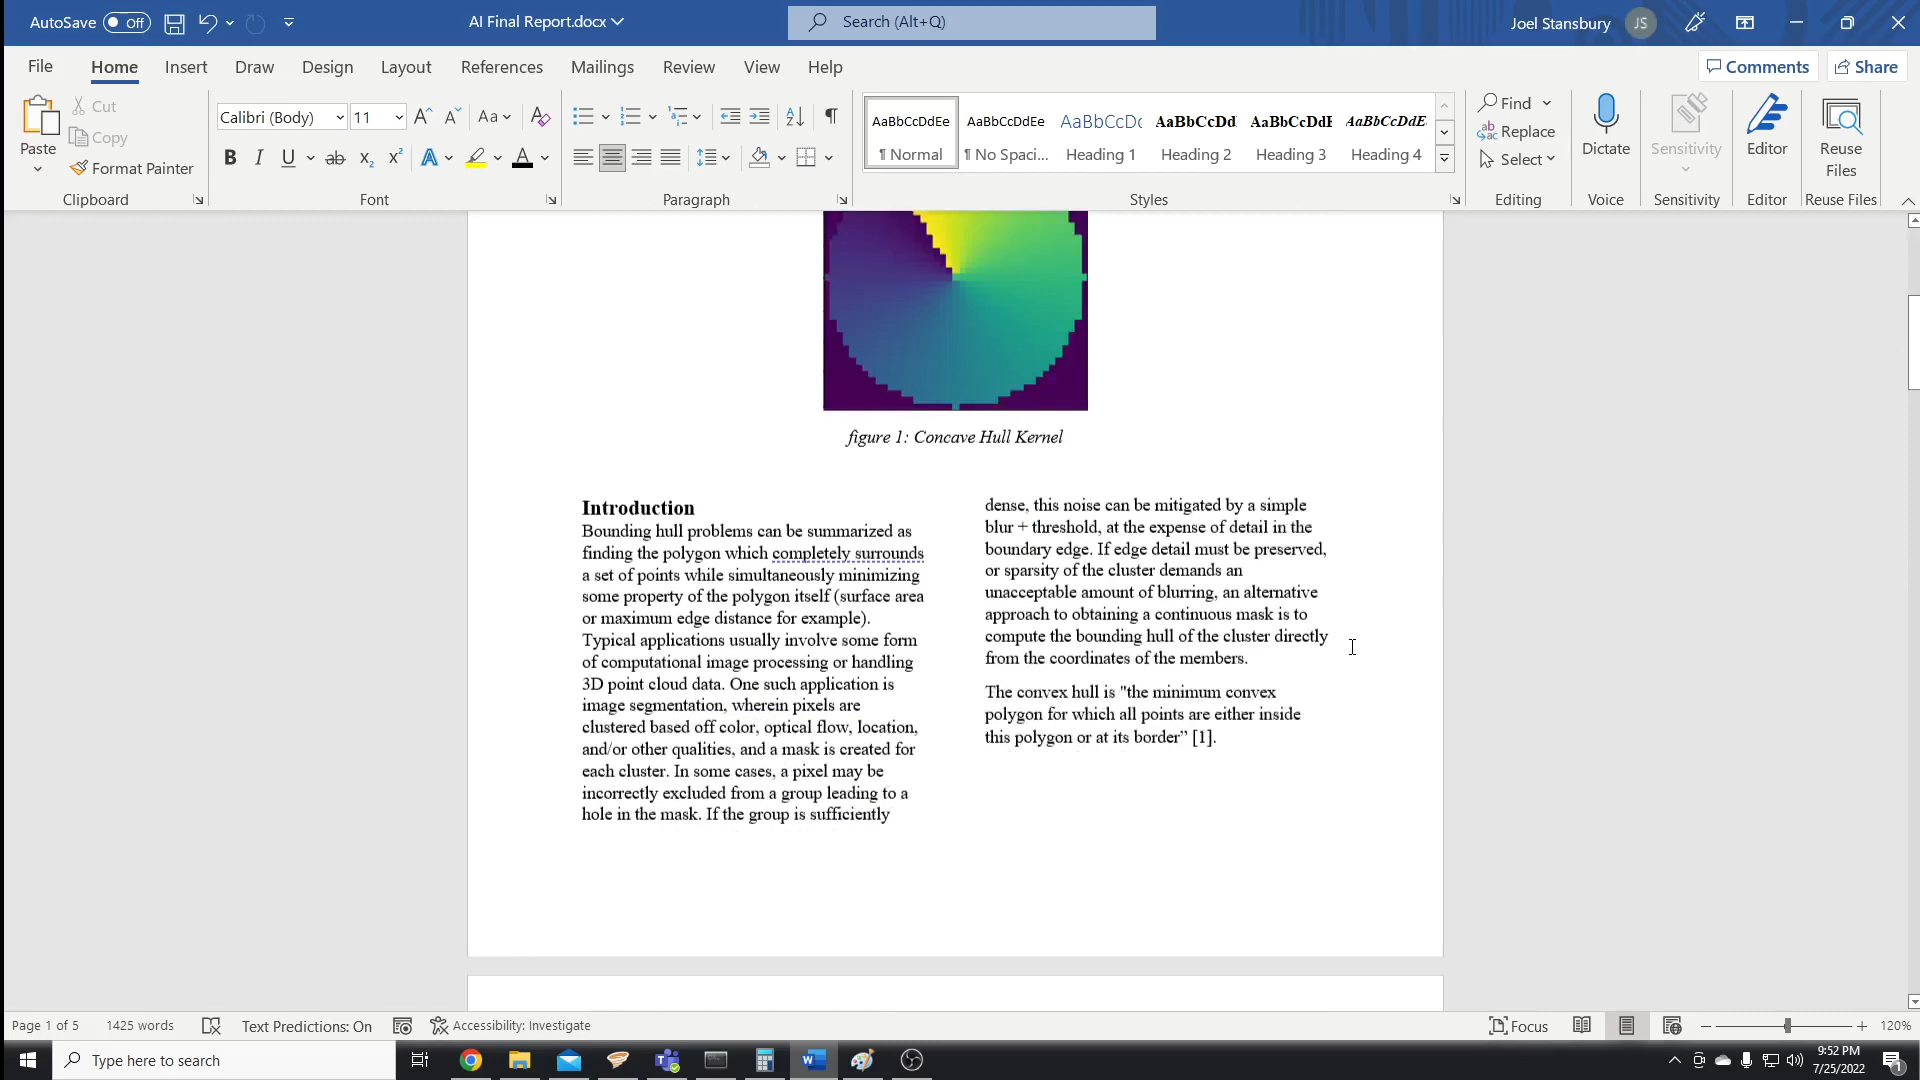 AutoSave Off
AI Final Report.docx
Search (Alt+Q)
Joel Stansbury JS
File Home Insert Draw Design Layout References Mailings Review View Help
Comments Share
Paste
Cut
Copy
Format Painter
Clipboard
Calibri (Body) 11
Font
Paragraph
AaBbCcDdEe AaBbCcDdEe AaBbCcDc AaBbCcDd AaBbCcDdE AaBbCcDdE
¶ Normal ¶ No Spaci... Heading 1 Heading 2 Heading 3 Heading 4
Styles
Find
Replace
Select
Editing
Dictate
Voice
Sensitivity
Sensitivity
Editor
Editor
Reuse
Files
Reuse Files
figure 1: Concave Hull Kernel
Introduction
Bounding hull problems can be summarized as
finding the polygon which completely surrounds
a set of points while simultaneously minimizing
some property of the polygon itself (surface area
or maximum edge distance for example).
Typical applications usually involve some form
of computational image processing or handling
3D point cloud data. One such application is
image segmentation, wherein pixels are
clustered based off color, optical flow, location,
and/or other qualities, and a mask is created for
each cluster. In some cases, a pixel may be
incorrectly excluded from a group leading to a
hole in the mask. If the group is sufficiently
dense, this noise can be mitigated by a simple
blur + threshold, at the expense of detail in the
boundary edge. If edge detail must be preserved,
or sparsity of the cluster demands an
unacceptable amount of blurring, an alternative
approach to obtaining a continuous mask is to
compute the bounding hull of the cluster directly
from the coordinates of the members.
The convex hull is "the minimum convex
polygon for which all points are either inside
this polygon or at its border” [1].
Page 1 of 5 1425 words Text Predictions: On Accessibility: Investigate
Focus 120%
Type here to search
9:52 PM
7/25/2022
1